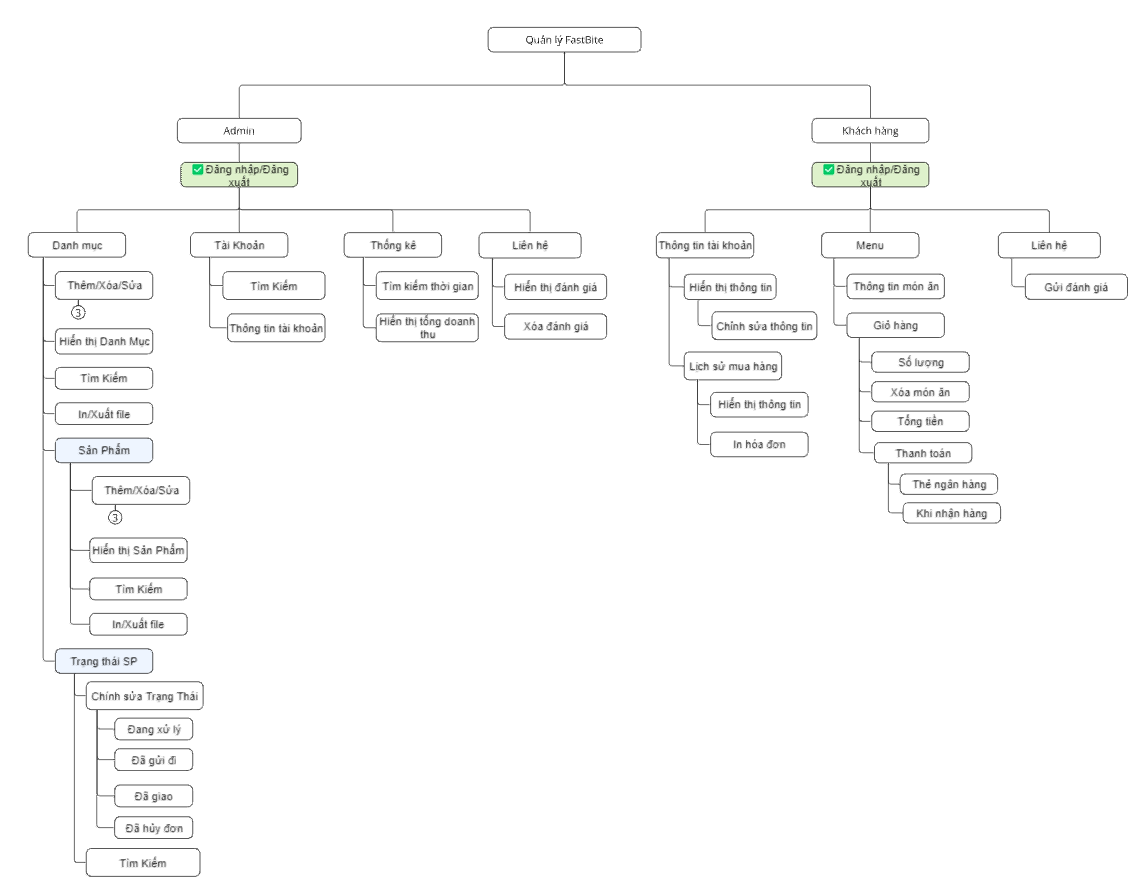 Quản lý FastBite
Admin
Khách hàng
✅ Đăng nhập/Đăng
xuất
✅ Đăng nhập/Đăng
xuất
Danh mục
Tài Khoản
Thống kê
Liên hệ
Thông tin tài khoản
Menu
Liên hệ
Thêm/Xóa/Sửa
3
Hiển thị Danh Mục
Tìm Kiếm
In/Xuất file
Sản Phẩm
Thêm/Xóa/Sửa
3
Hiển thị Sản Phẩm
Tìm Kiếm
In/Xuất file
Trạng thái SP
Chỉnh sửa Trạng Thái
Đang xử lý
Đã gửi đi
Đã giao
Đã hủy đơn
Tìm Kiếm
Tìm Kiếm
Thông tin tài khoản
Tìm kiếm thời gian
Hiển thị tổng doanh
thu
Hiển thị đánh giá
Xóa đánh giá
Hiển thị thông tin
Chỉnh sửa thông tin
Lịch sử mua hàng
Hiển thị thông tin
In hóa đơn
Thông tin món ăn
Giỏ hàng
Số lượng
Xóa món ăn
Tổng tiền
Thanh toán
Thẻ ngân hàng
Khi nhận hàng
Gửi đánh giá